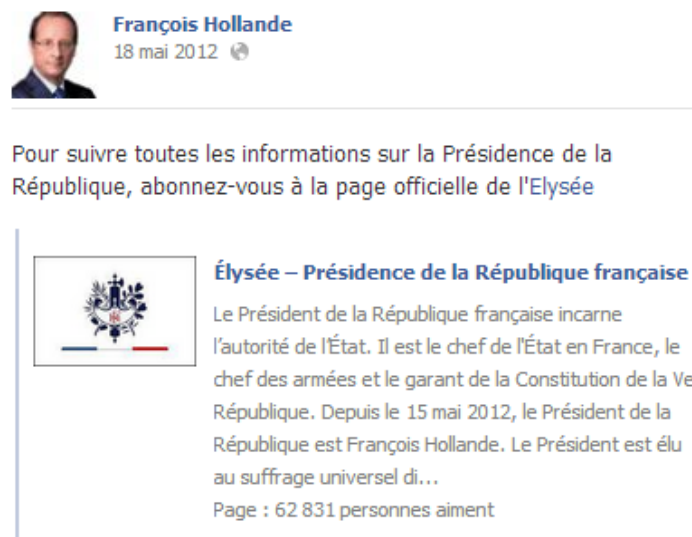 François Hollande
18 mai 2012
Pour suivre toutes les informations sur la Présidence de la
République, abonnez-vous à la page officielle de l'Elysée
Élysée – Présidence de la République française
Le Président de la République française incarne
l'autorité de l'État. Il est le chef de l'État en France, le
chef des armées et le garant de la Constitution de la Ve
République. Depuis le 15 mai 2012, le Président de la
République est François Hollande. Le Président est élu
au suffrage universel di...
Page : 62 831 personnes aiment